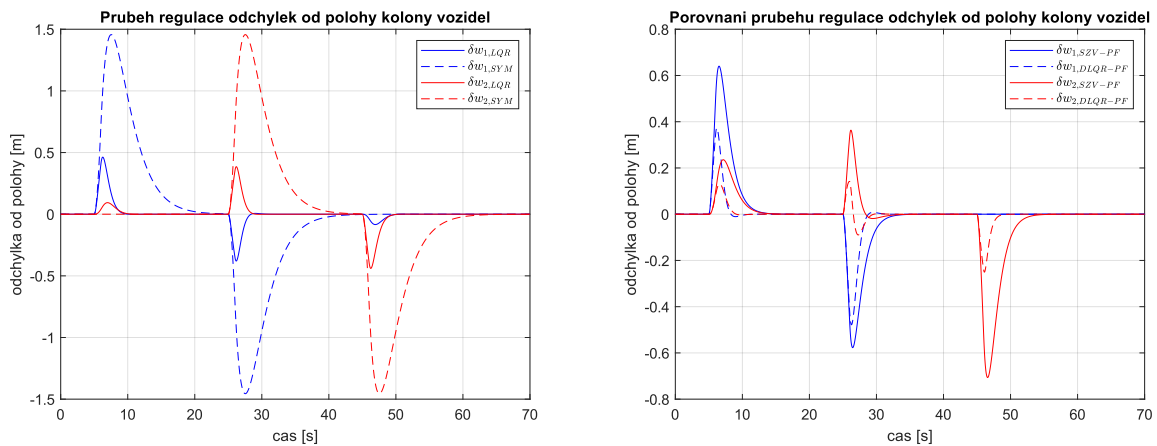 Prubeh regulace odchylek od polohy kolony vozidel
odchylka od polohy [m]
1.5
1
0.5
0
-0.5
-1
-1.5
δw1,LQR
δw1,SYM
δw2,LQR
δw2,SYM
0 10 20 30 40 50 60 70
cas [s]
Porovnani prubehu regulace odchylek od polohy kolony vozidel
odchylka od polohy [m]
0.8
0.6
0.4
0.2
0
-0.2
-0.4
-0.6
-0.8
δw1,SZV-PF
δw1,DLQR-PF
δw2,SZV-PF
δw2,DLQR-PF
0 10 20 30 40 50 60 70
cas [s]